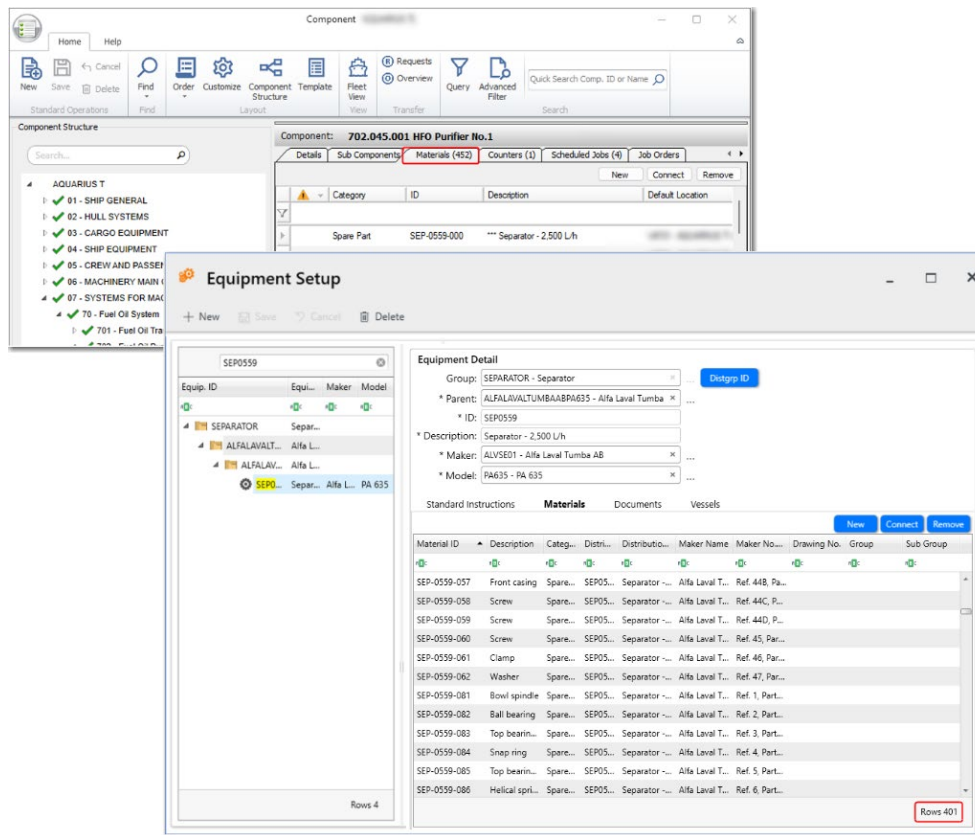 Component
Home Help
New Save Cancel Delete Find Order Customize Component Structure Template Fleet View Requests Overview Query Advanced Filter Quick Search Comp. ID or Name
Standard Operations Find Layout View Transfer Search
Component Structure
Search...
AQUARIUS T
01 - SHIP GENERAL
02 - HULL SYSTEMS
03 - CARGO EQUIPMENT
04 - SHIP EQUIPMENT
05 - CREW AND PASSEN
06 - MACHINERY MAIN
07 - SYSTEMS FOR MA
70 - Fuel Oil System
701 - Fuel Oil Tra
Component: 702.045.001 HFO Purifier No.1
Details Sub Components Materials (452) Counters (1) Scheduled Jobs (4) Job Orders
New Connect Remove
Category ID Description Default Location
Spare Part SEP-0559-000 *** Separator - 2,500 L/h
Equipment Setup
+ New Save Cancel Delete
SEP0559
Equip. ID Equi... Maker Model
SEPARATOR Separ...
ALFALAVALT... Alfa L...
ALFALAV... Alfa L...
SEP0... Separ... Alfa L... PA 635
Rows 4
Equipment Detail
Group: SEPARATOR - Separator ... Distgrp ID
* Parent: ALFALAVALTUMBAABPA635 - Alfa Laval Tumba ...
* ID: SEP0559
* Description: Separator - 2,500 L/h
* Maker: ALVSE01 - Alfa Laval Tumba AB ...
* Model: PA635 - PA 635 ...
Standard Instructions Materials Documents Vessels
New Connect Remove
Material ID Description Categ... Distri... Distributio... Maker Name Maker No.... Drawing No. Group Sub Group
SEP-0559-057 Front casing Spare... SEP05... Separator -... Alfa Laval T... Ref. 44B, Pa...
SEP-0559-058 Screw Spare... SEP05... Separator -... Alfa Laval T... Ref. 44C, P...
SEP-0559-059 Screw Spare... SEP05... Separator -... Alfa Laval T... Ref. 44D, P...
SEP-0559-060 Screw Spare... SEP05... Separator -... Alfa Laval T... Ref. 45, Par...
SEP-0559-061 Clamp Spare... SEP05... Separator -... Alfa Laval T... Ref. 46, Par...
SEP-0559-062 Washer Spare... SEP05... Separator -... Alfa Laval T... Ref. 47, Par...
SEP-0559-081 Bowl spindle Spare... SEP05... Separator -... Alfa Laval T... Ref. 1, Part...
SEP-0559-082 Ball bearing Spare... SEP05... Separator -... Alfa Laval T... Ref. 2, Part...
SEP-0559-083 Top bearin... Spare... SEP05... Separator -... Alfa Laval T... Ref. 3, Part...
SEP-0559-084 Snap ring Spare... SEP05... Separator -... Alfa Laval T... Ref. 4, Part...
SEP-0559-085 Top bearin... Spare... SEP05... Separator -... Alfa Laval T... Ref. 5, Part...
SEP-0559-086 Helical spri... Spare... SEP05... Separator -... Alfa Laval T... Ref. 6, Part...
Rows 401